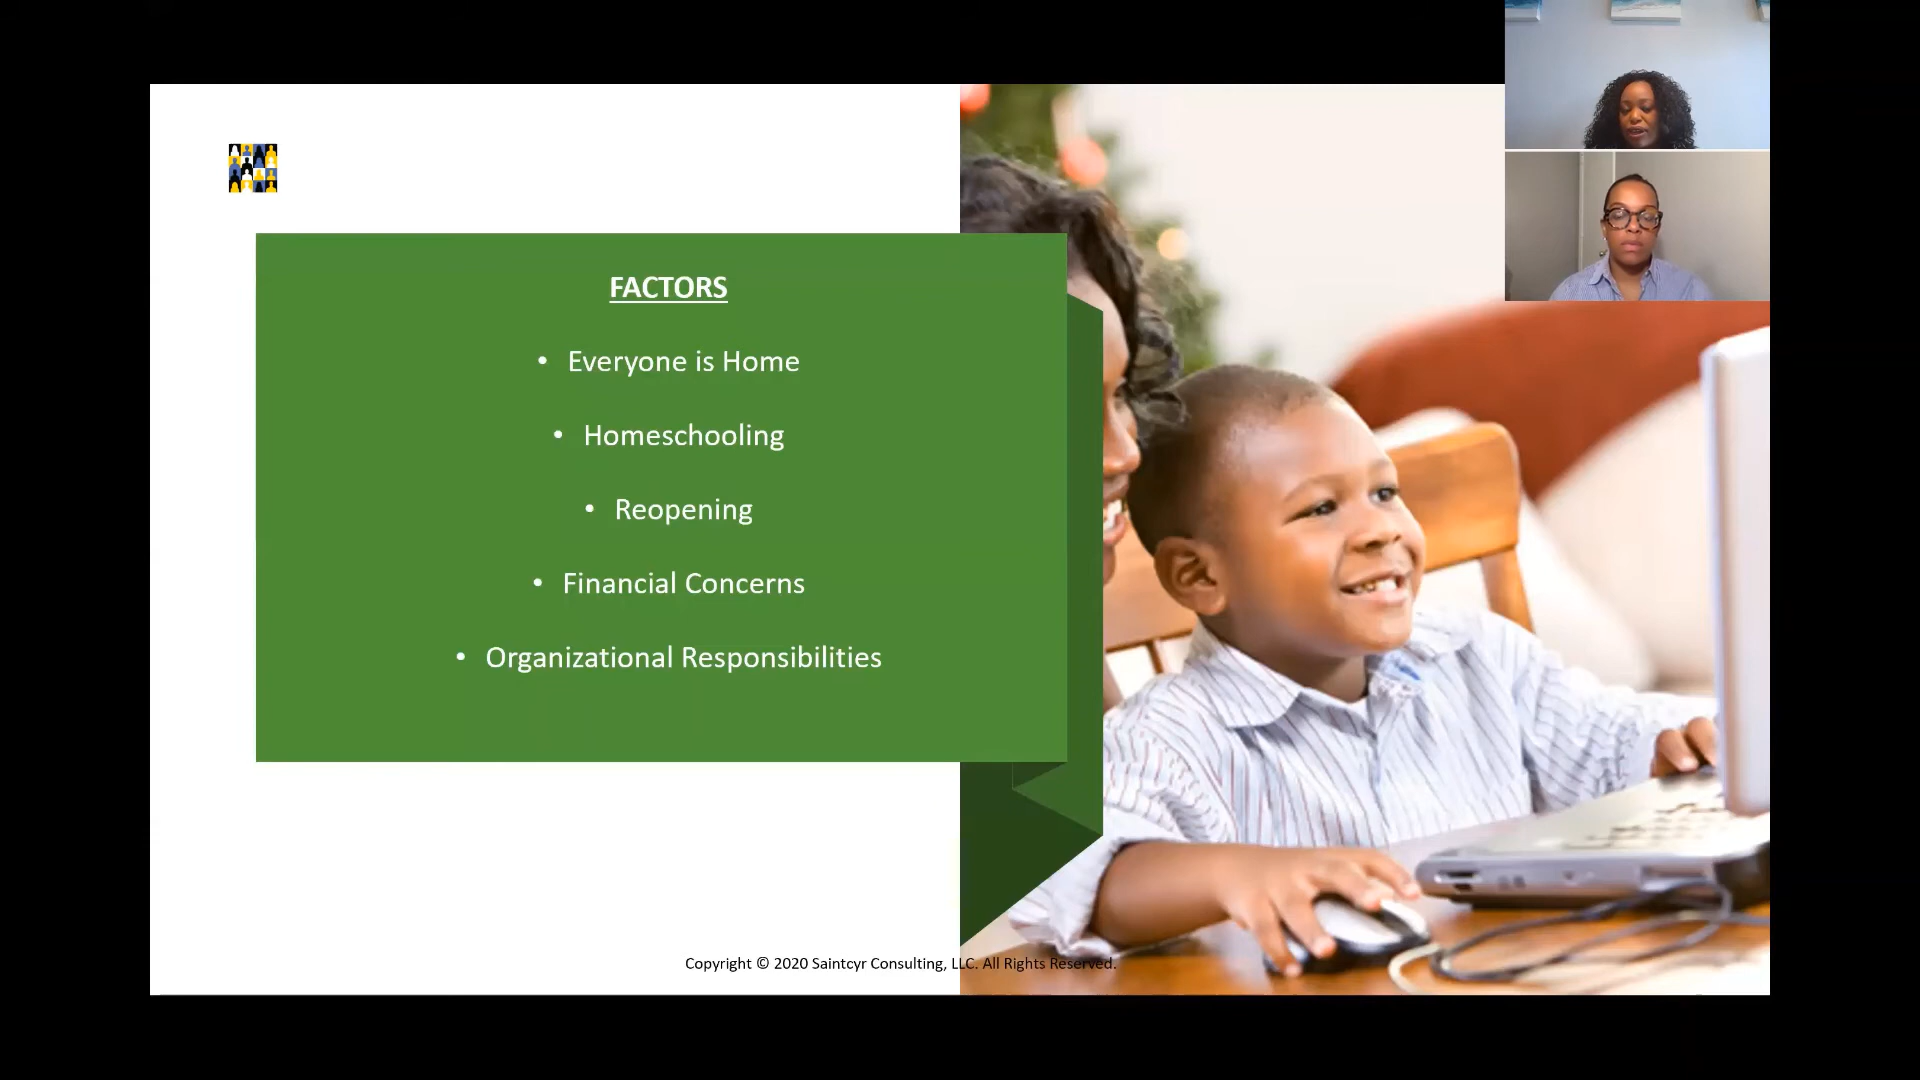 FACTORS
• Everyone is Home
• Homeschooling
• Reopening
• Financial Concerns
• Organizational Responsibilities
Copyright © 2020 Saintcyr Consulting, LLC. All Rights Reserved.